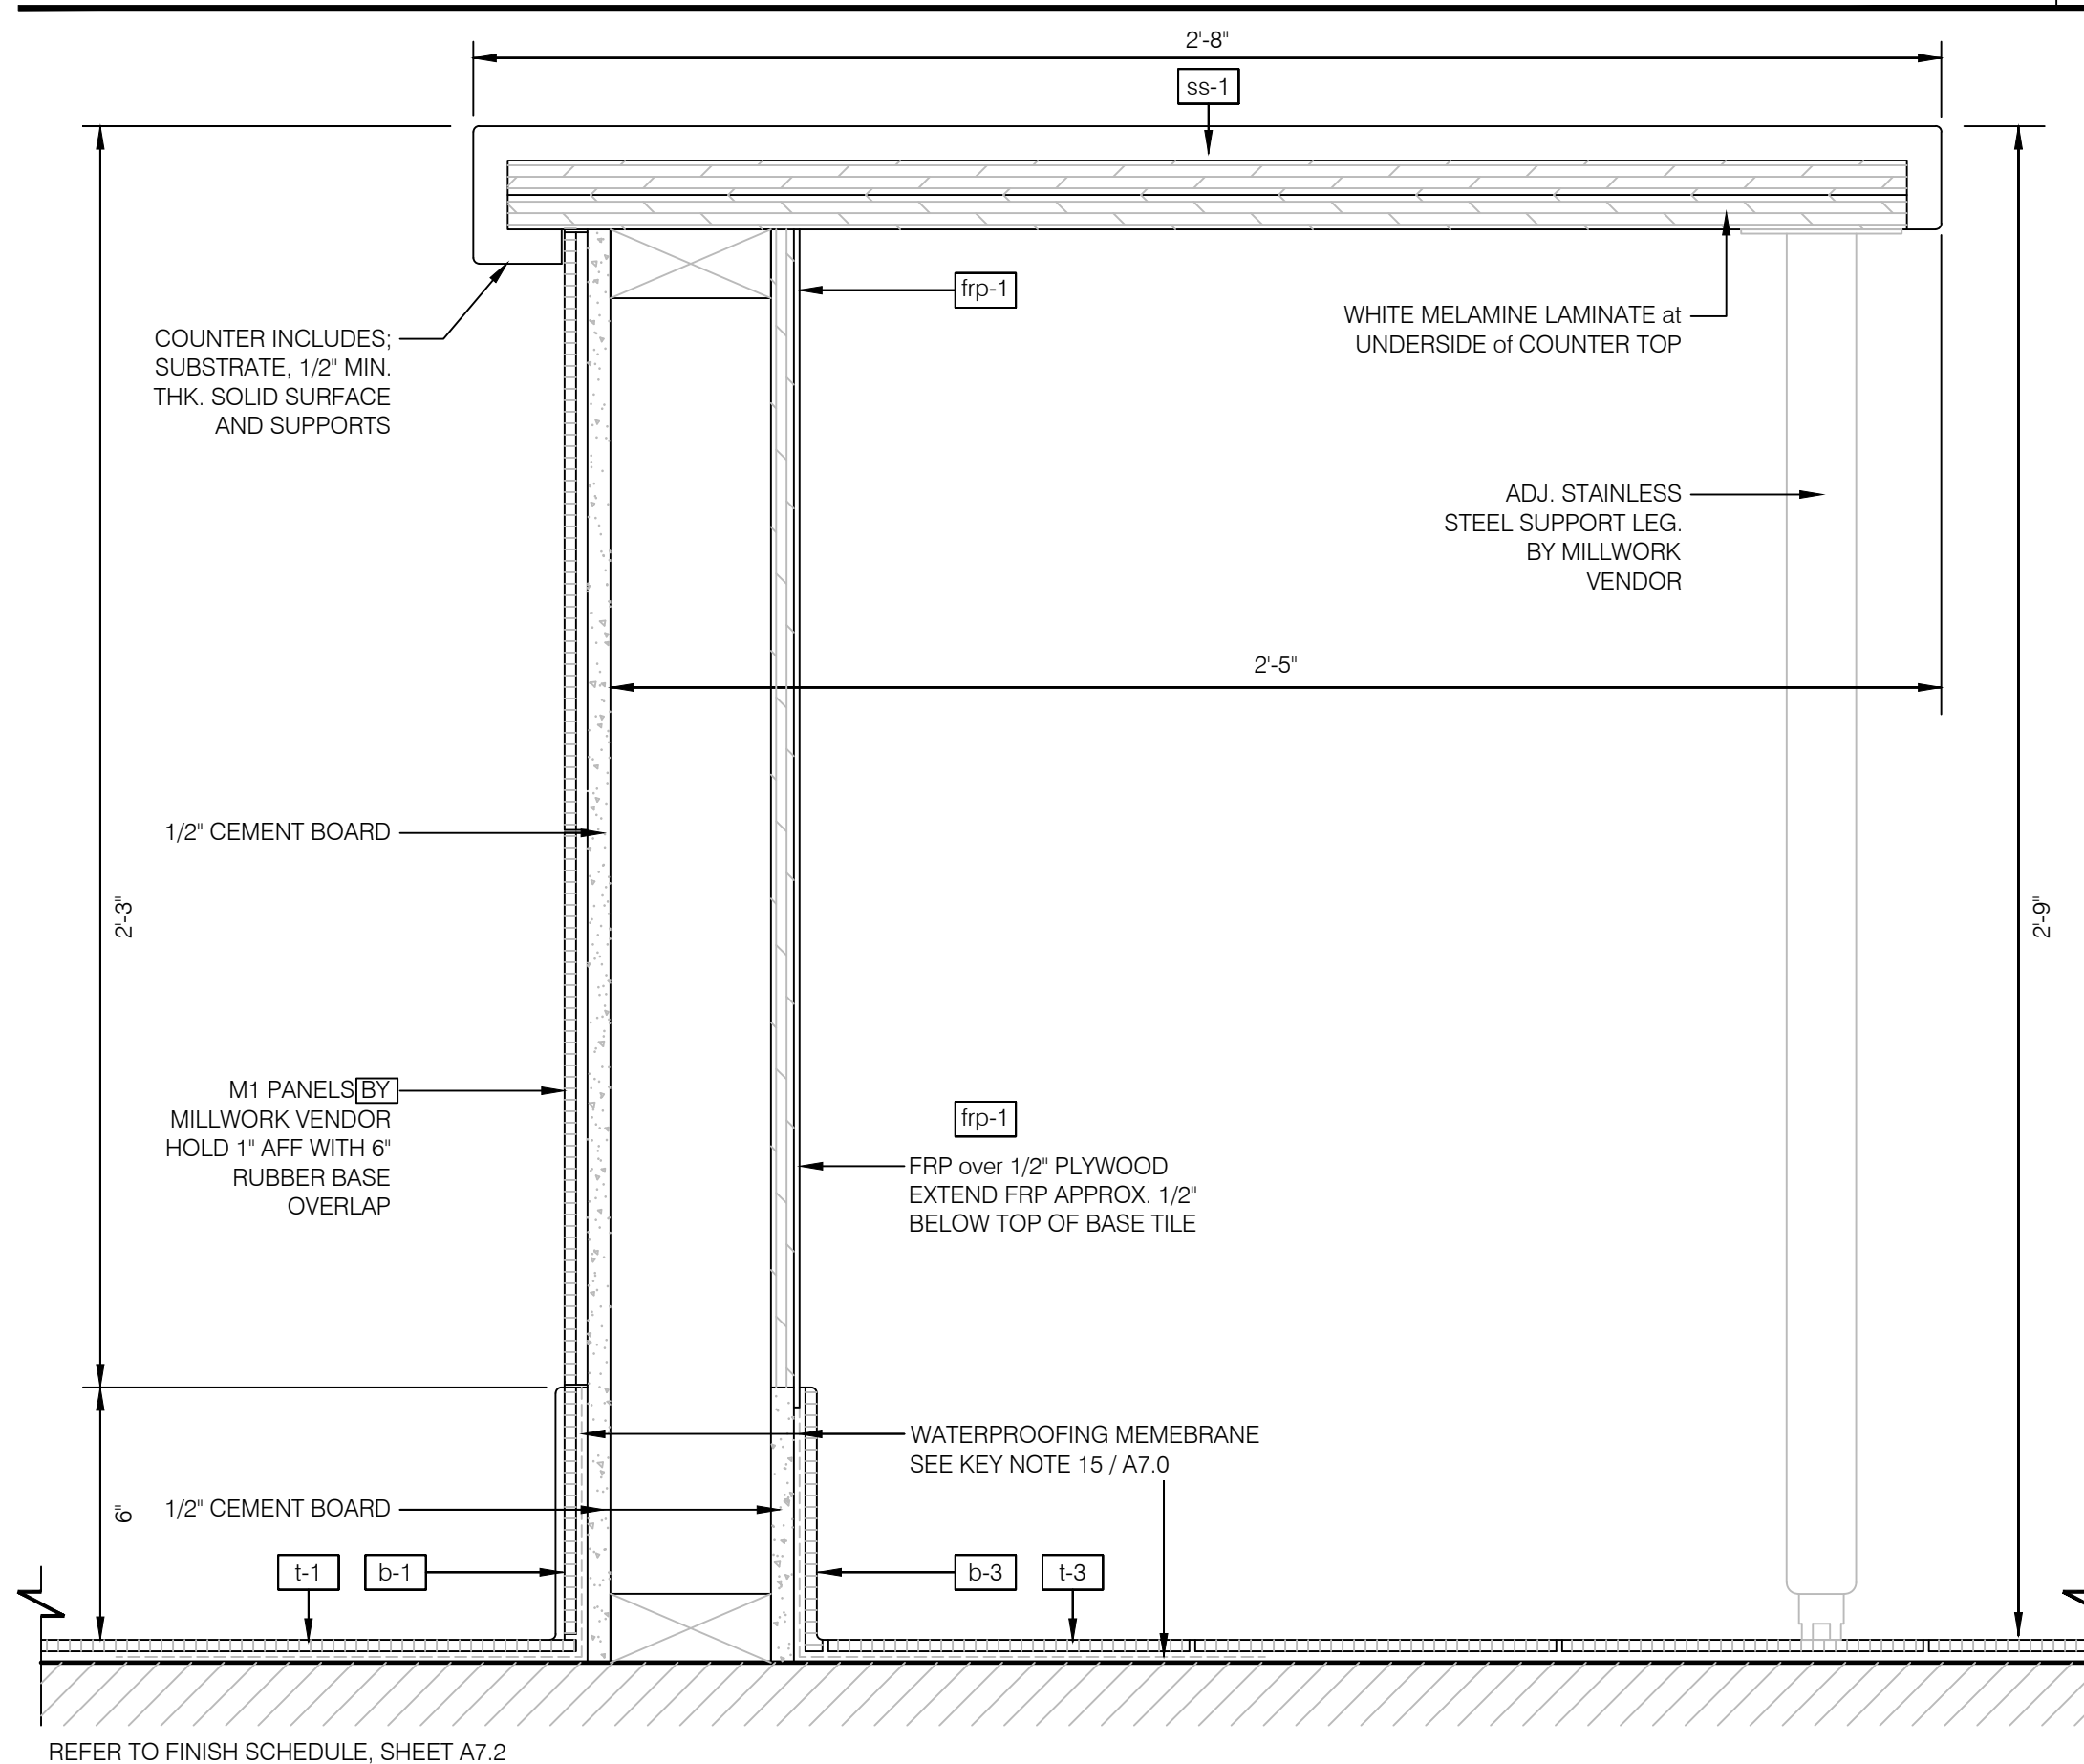 2'-8"
ss-1
frp-1
COUNTER INCLUDES;
SUBSTRATE, 1/2" MIN.
THK. SOLID SURFACE
AND SUPPORTS
WHITE MELAMINE LAMINATE at
UNDERSIDE of COUNTER TOP
ADJ. STAINLESS
STEEL SUPPORT LEG.
BY MILLWORK
VENDOR
2'-5"
1/2" CEMENT BOARD
2'-3"
2'-9"
M1 PANELS BY
MILLWORK VENDOR
HOLD 1" AFF WITH 6"
RUBBER BASE
OVERLAP
frp-1
FRP over 1/2" PLYWOOD
EXTEND FRP APPROX. 1/2"
BELOW TOP OF BASE TILE
WATERPROOFING MEMEBRANE
SEE KEY NOTE 15 / A7.0
6"
1/2" CEMENT BOARD
t-1
b-1
b-3
t-3
REFER TO FINISH SCHEDULE, SHEET A7.2